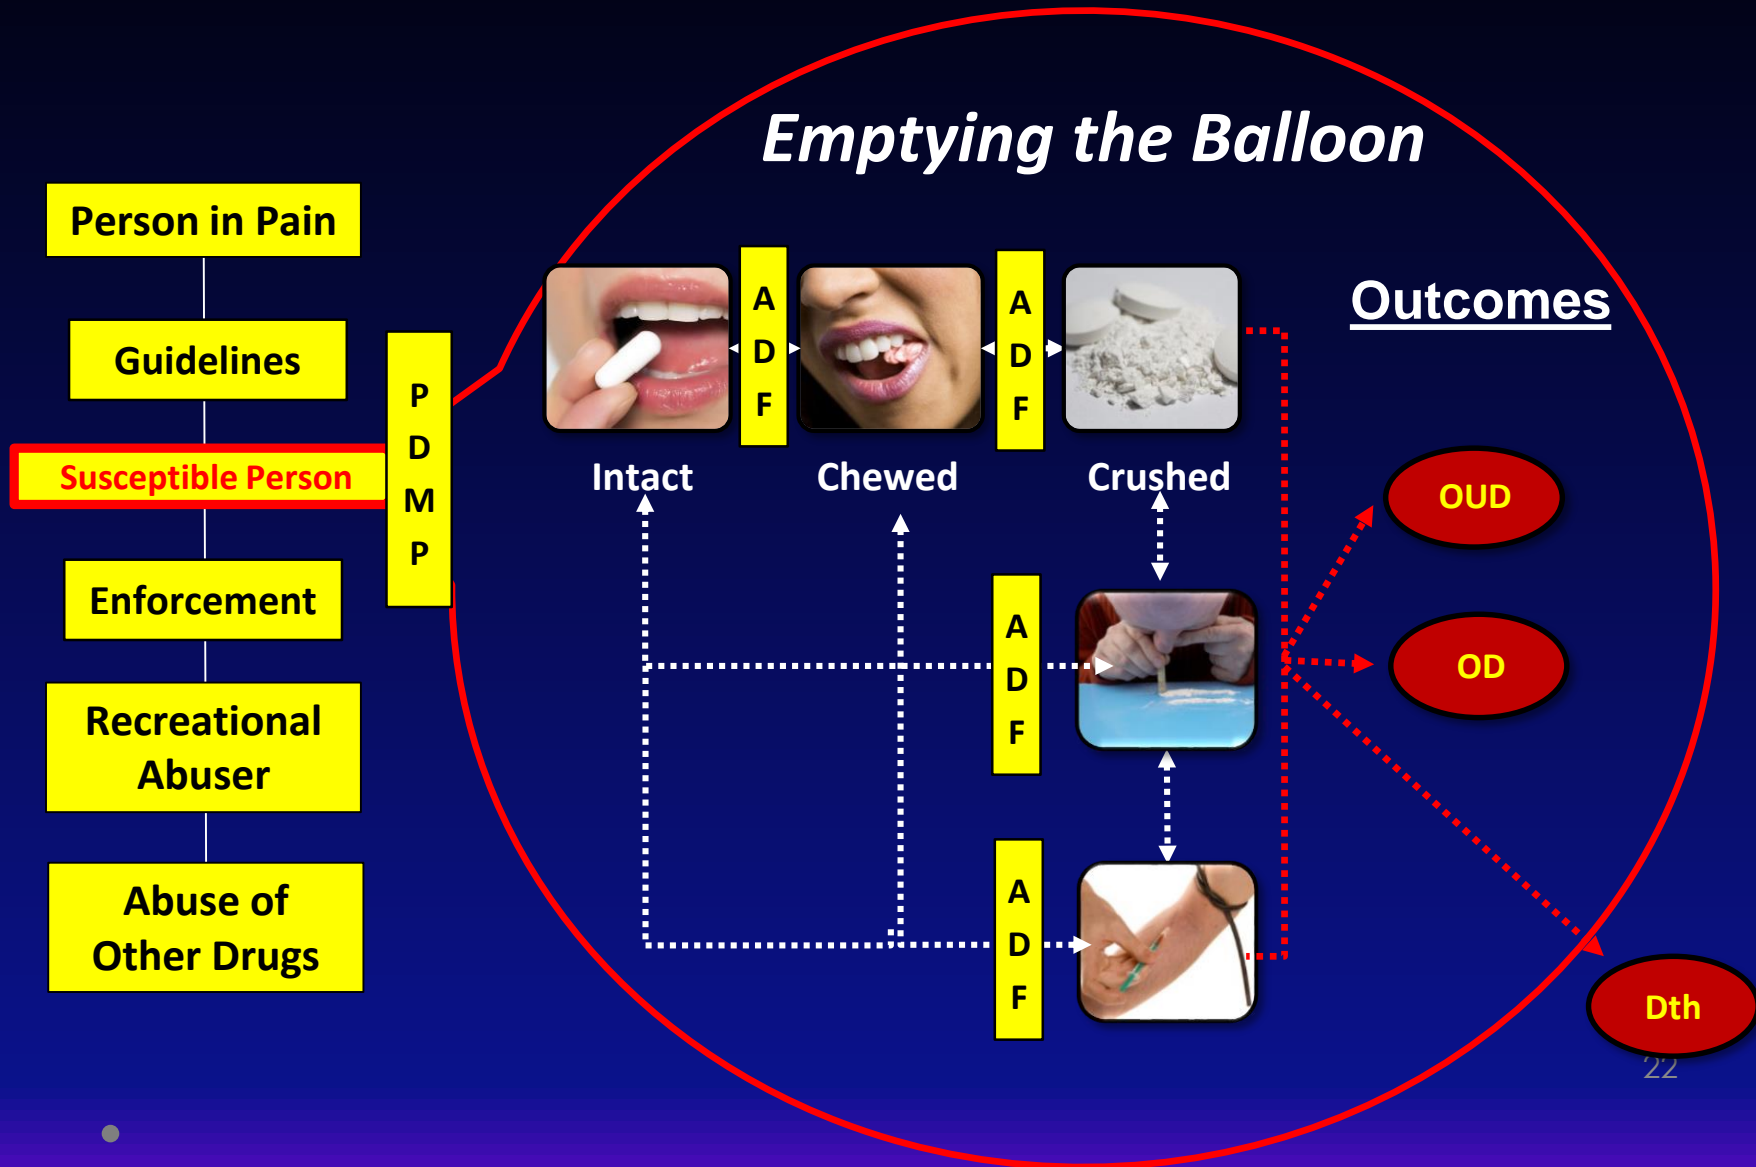 Emptying the Balloon
Person in Pain
Guidelines
Susceptible Person
Enforcement
Recreational
Abuser
Abuse of
Other Drugs
P
D
M
P
A
D
F
A
D
F
Intact
Chewed
Crushed
A
D
F
A
D
F
Outcomes
OUD
OD
Dth
22